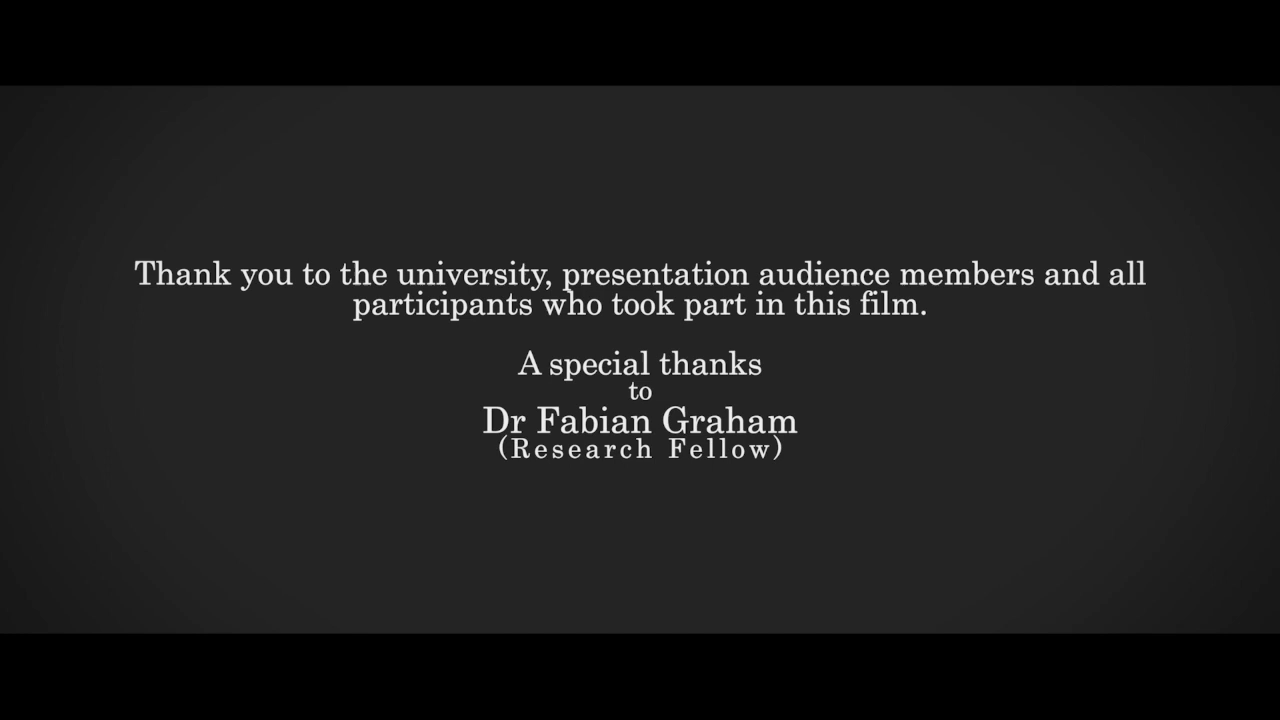 Thank you to the university, presentation audience members and all
participants who took part in this film.
A special thanks
to
Dr Fabian Graham
(Research Fellow)